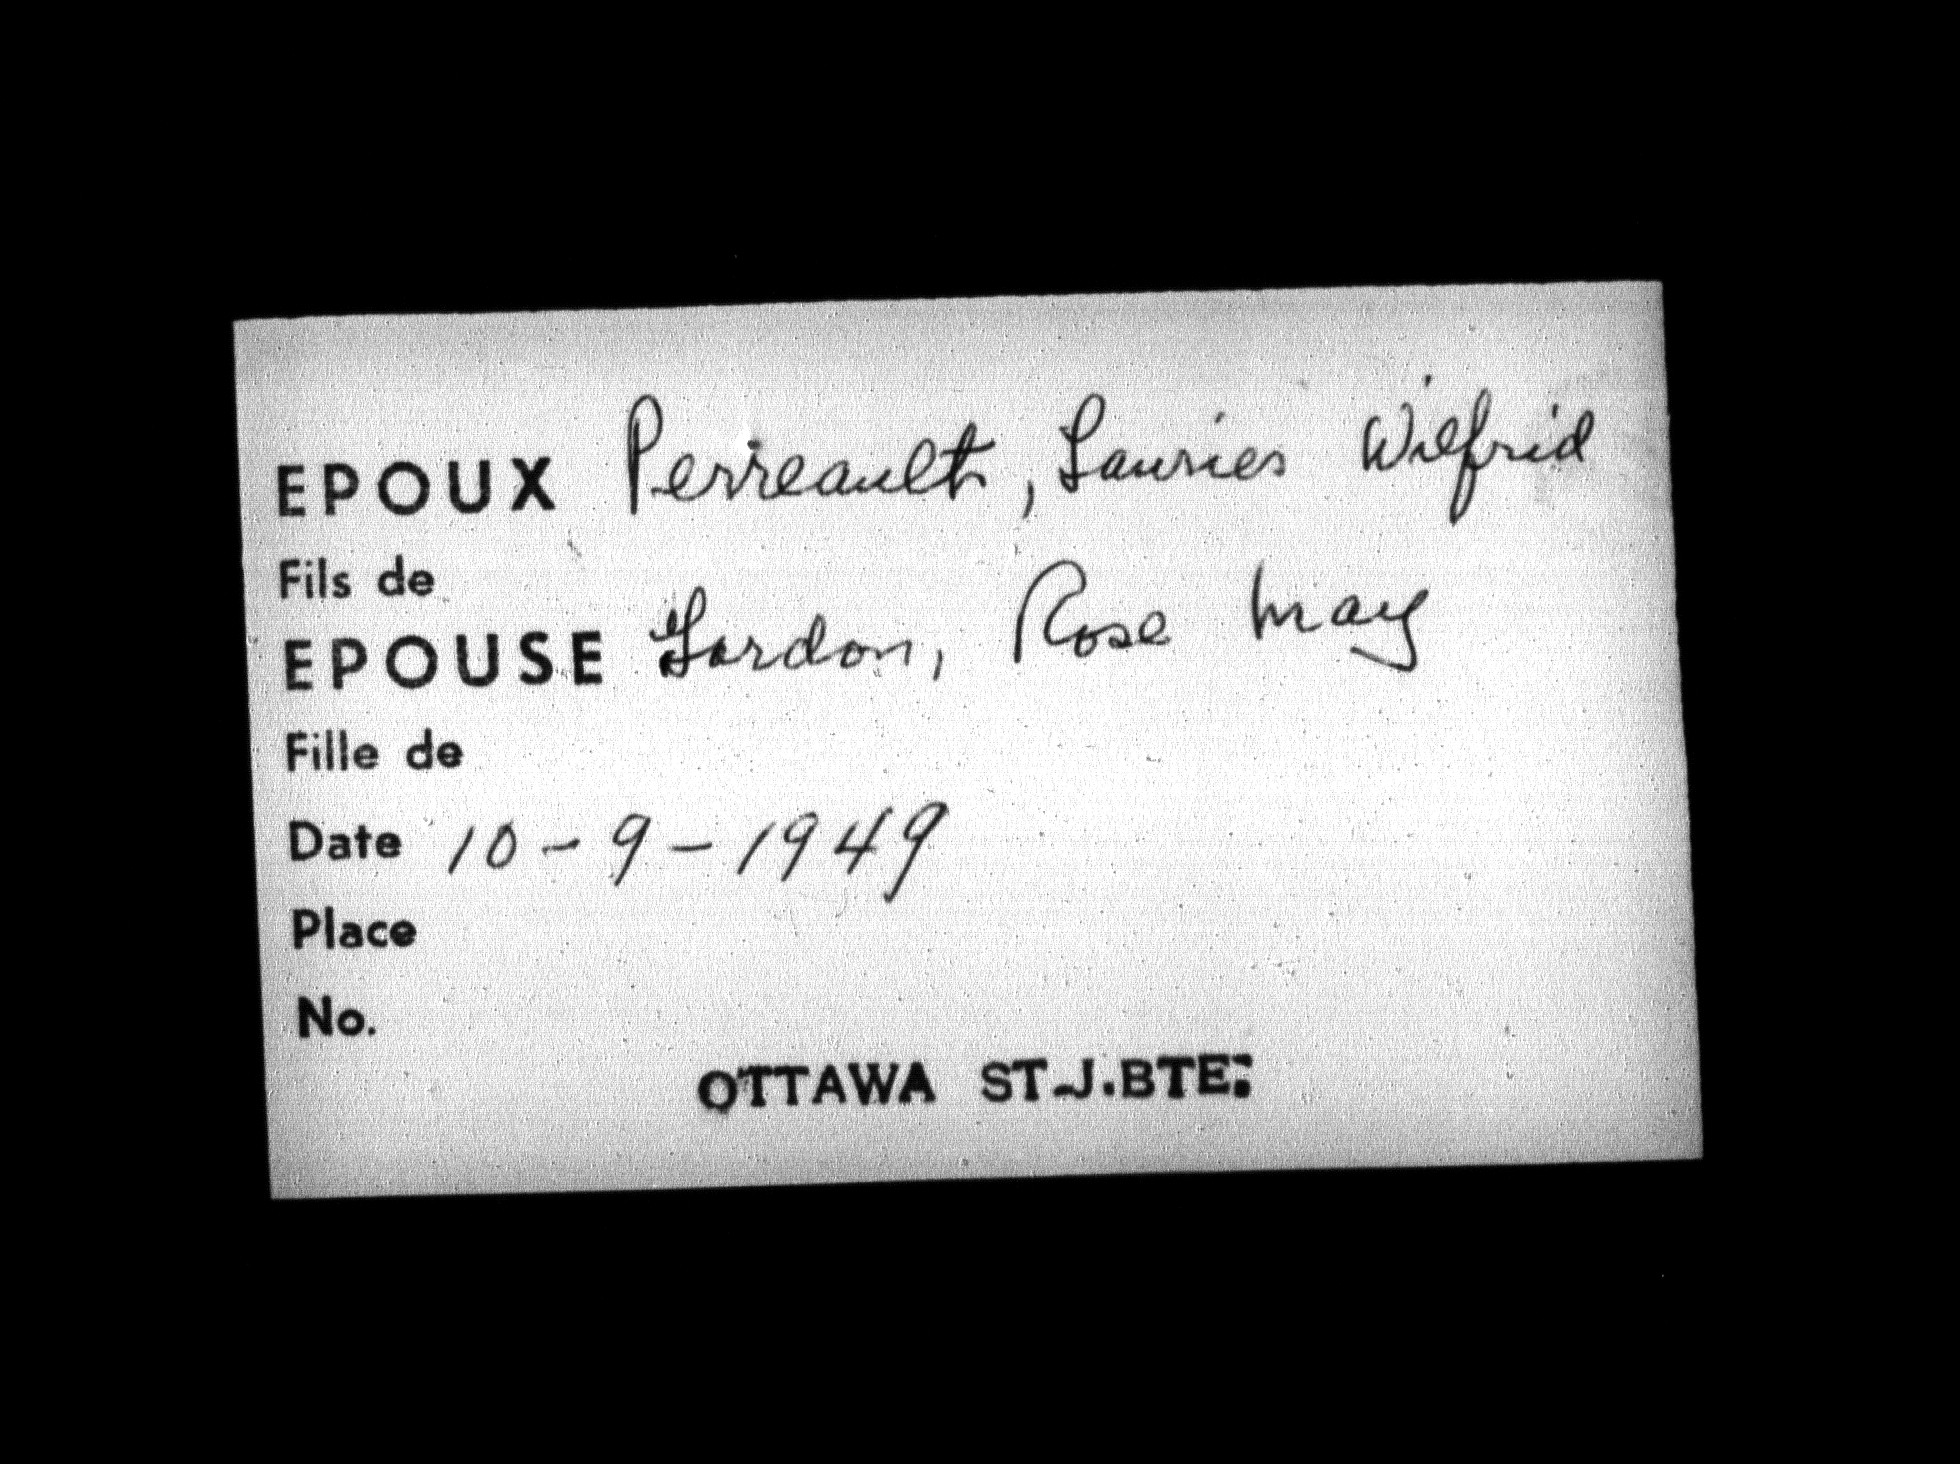 EPOUX Perreault, Lauries Wilfrid
Fils de
EPOUSE Gordon, Rose May
Fille de
Date 10-9-1949
Place
No.
OTTAWA ST.J.BTE: